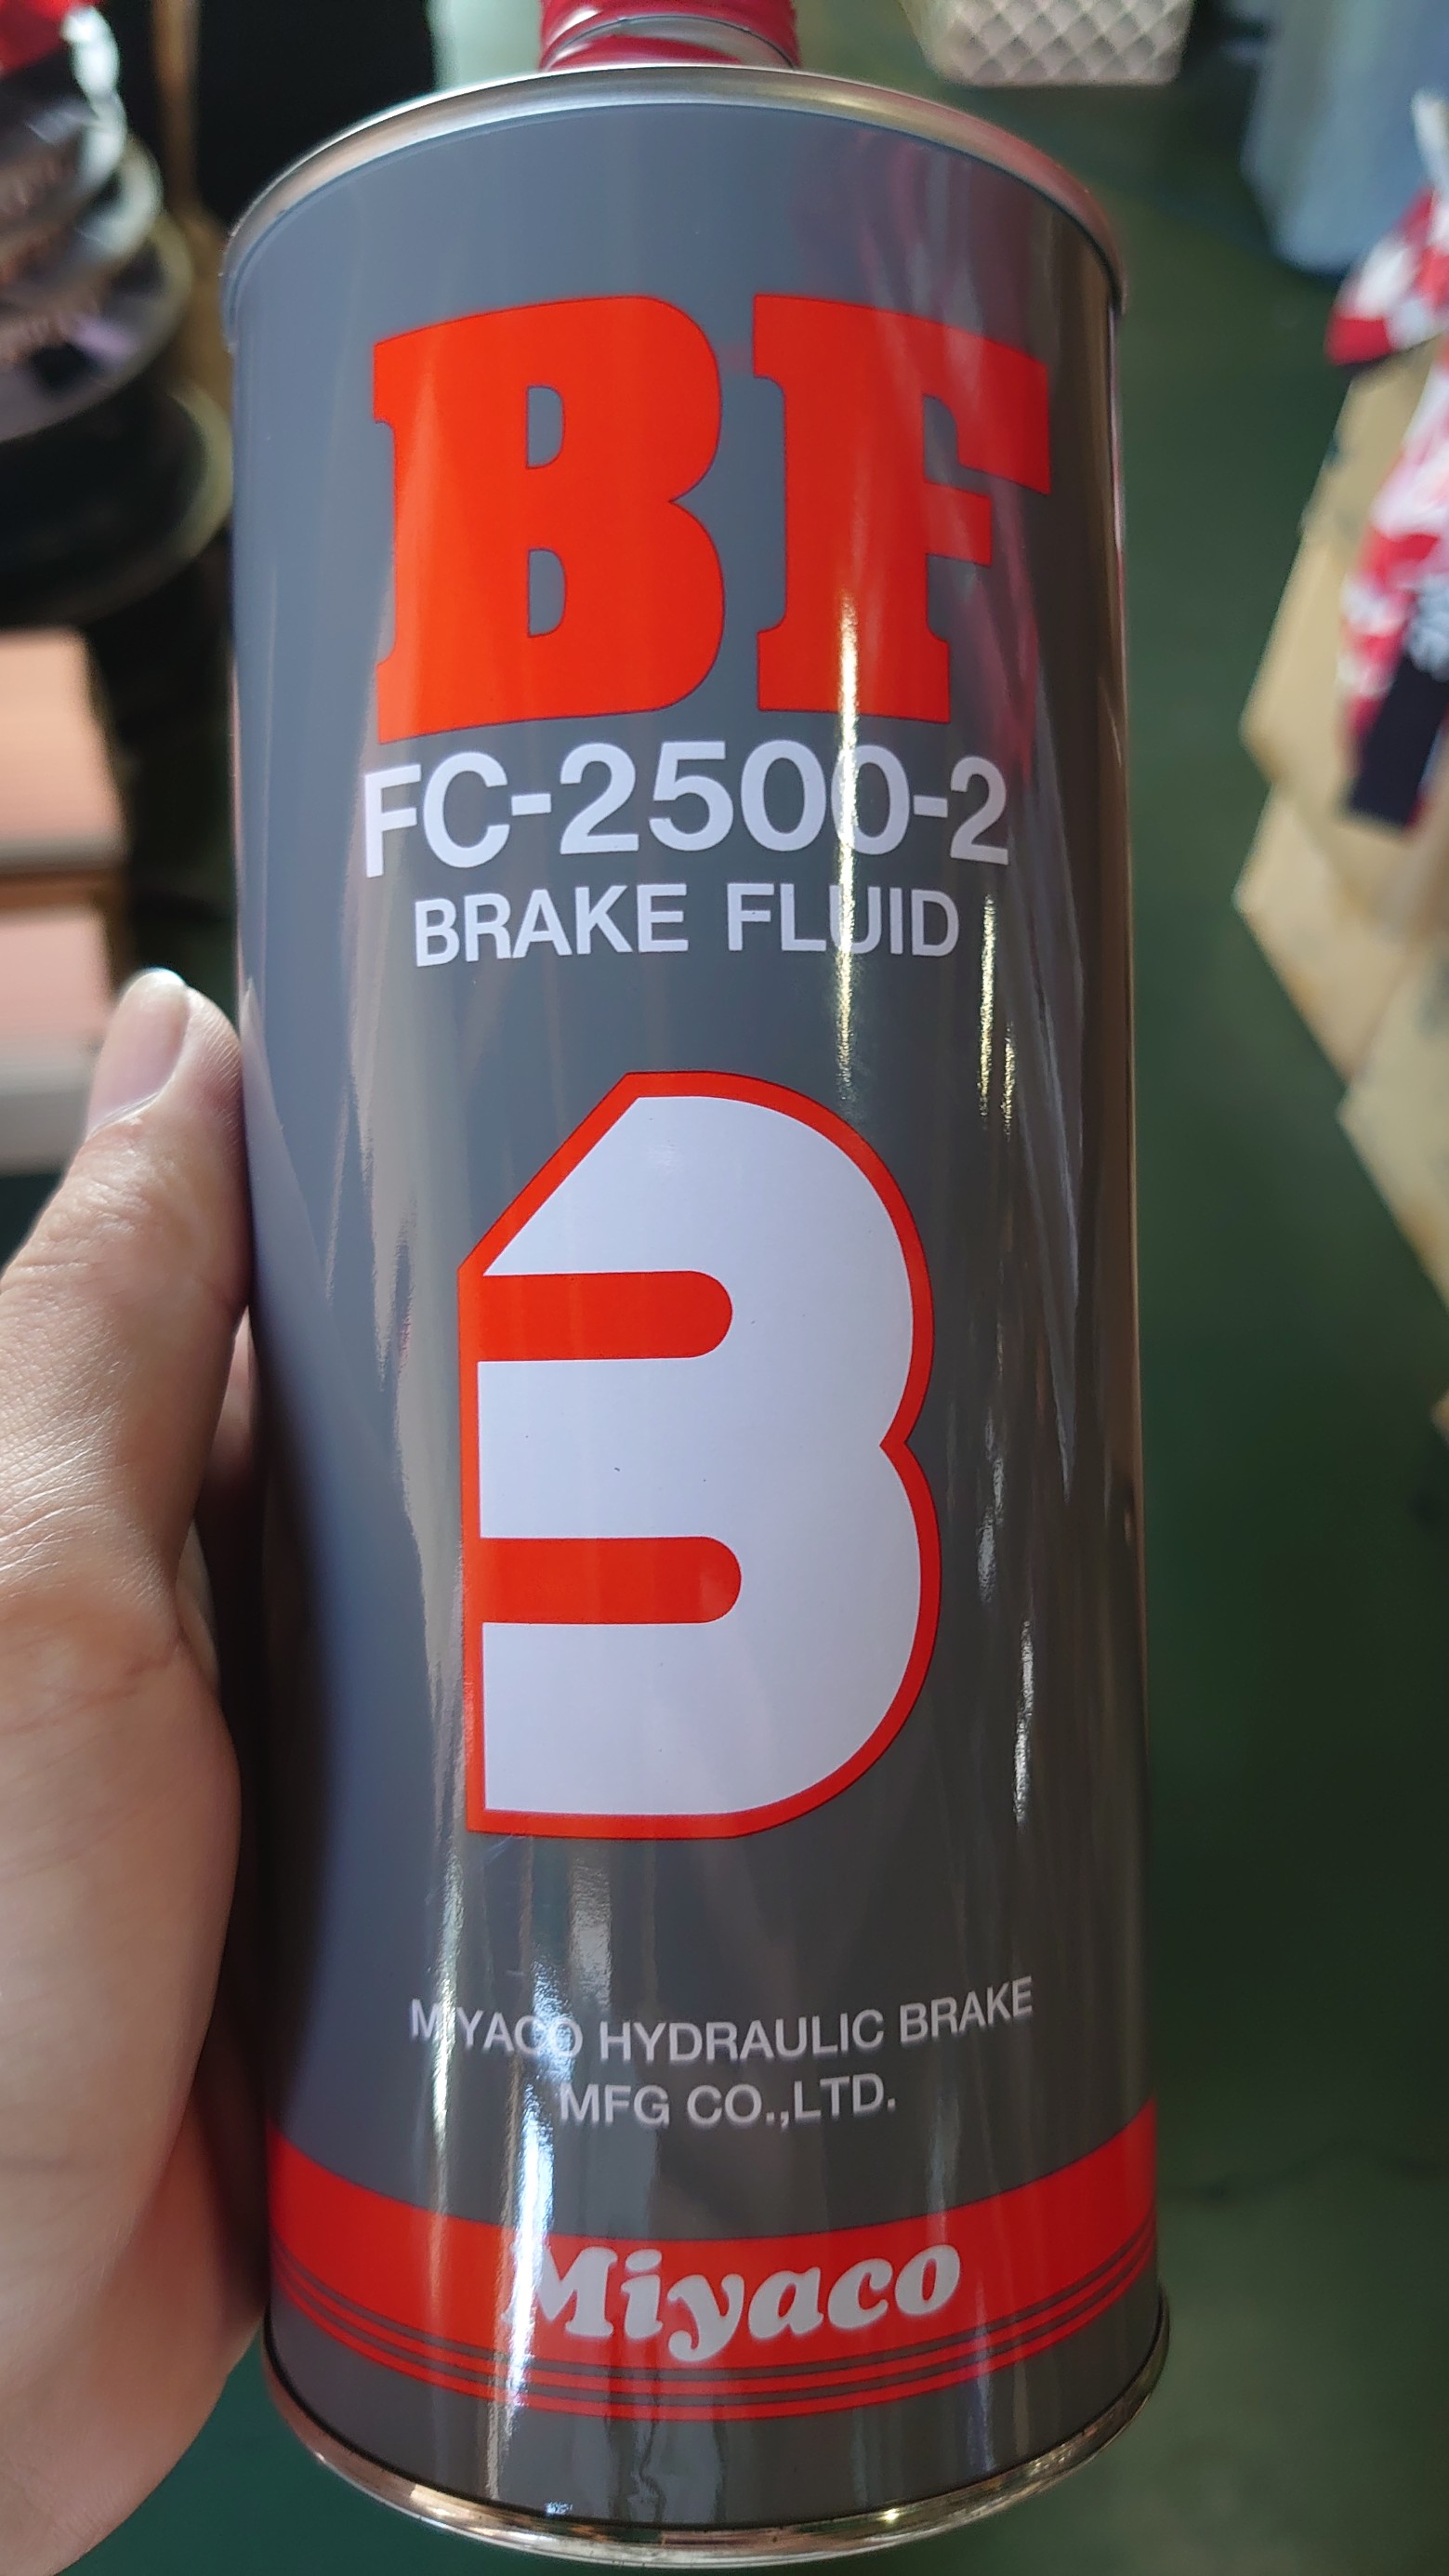 BF
FC-2500-2
BRAKE FLUID
3
MIYACO HYDRAULIC BRAKE
MFG CO.,LTD.
Miyaco